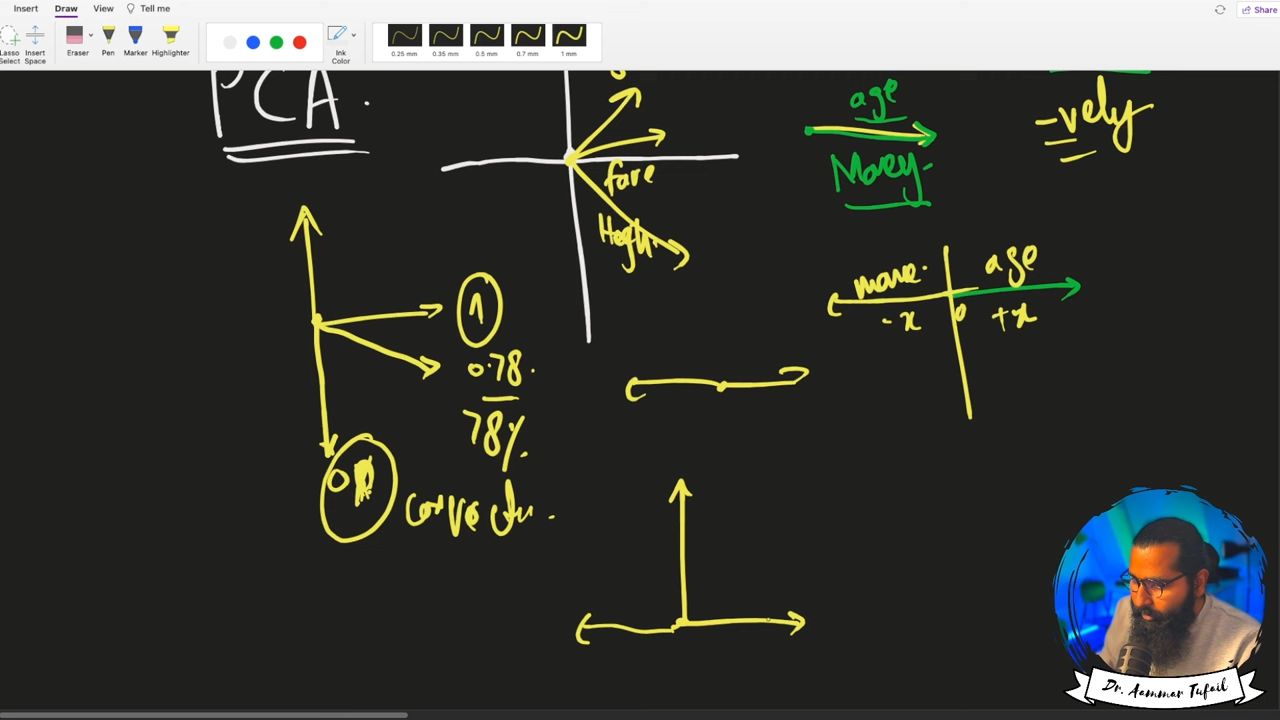 Insert Draw View Tell me
Share
Lasso Select
Insert Space
Eraser
Pen
Marker
Highlighter
Ink Color
0.25 mm
0.35 mm
0.5 mm
0.7 mm
1 mm
PCA.
age
Money
-vely
fare
age
- x
0
+x
1
0.78
78%
0
Dr. Aammar Tufail